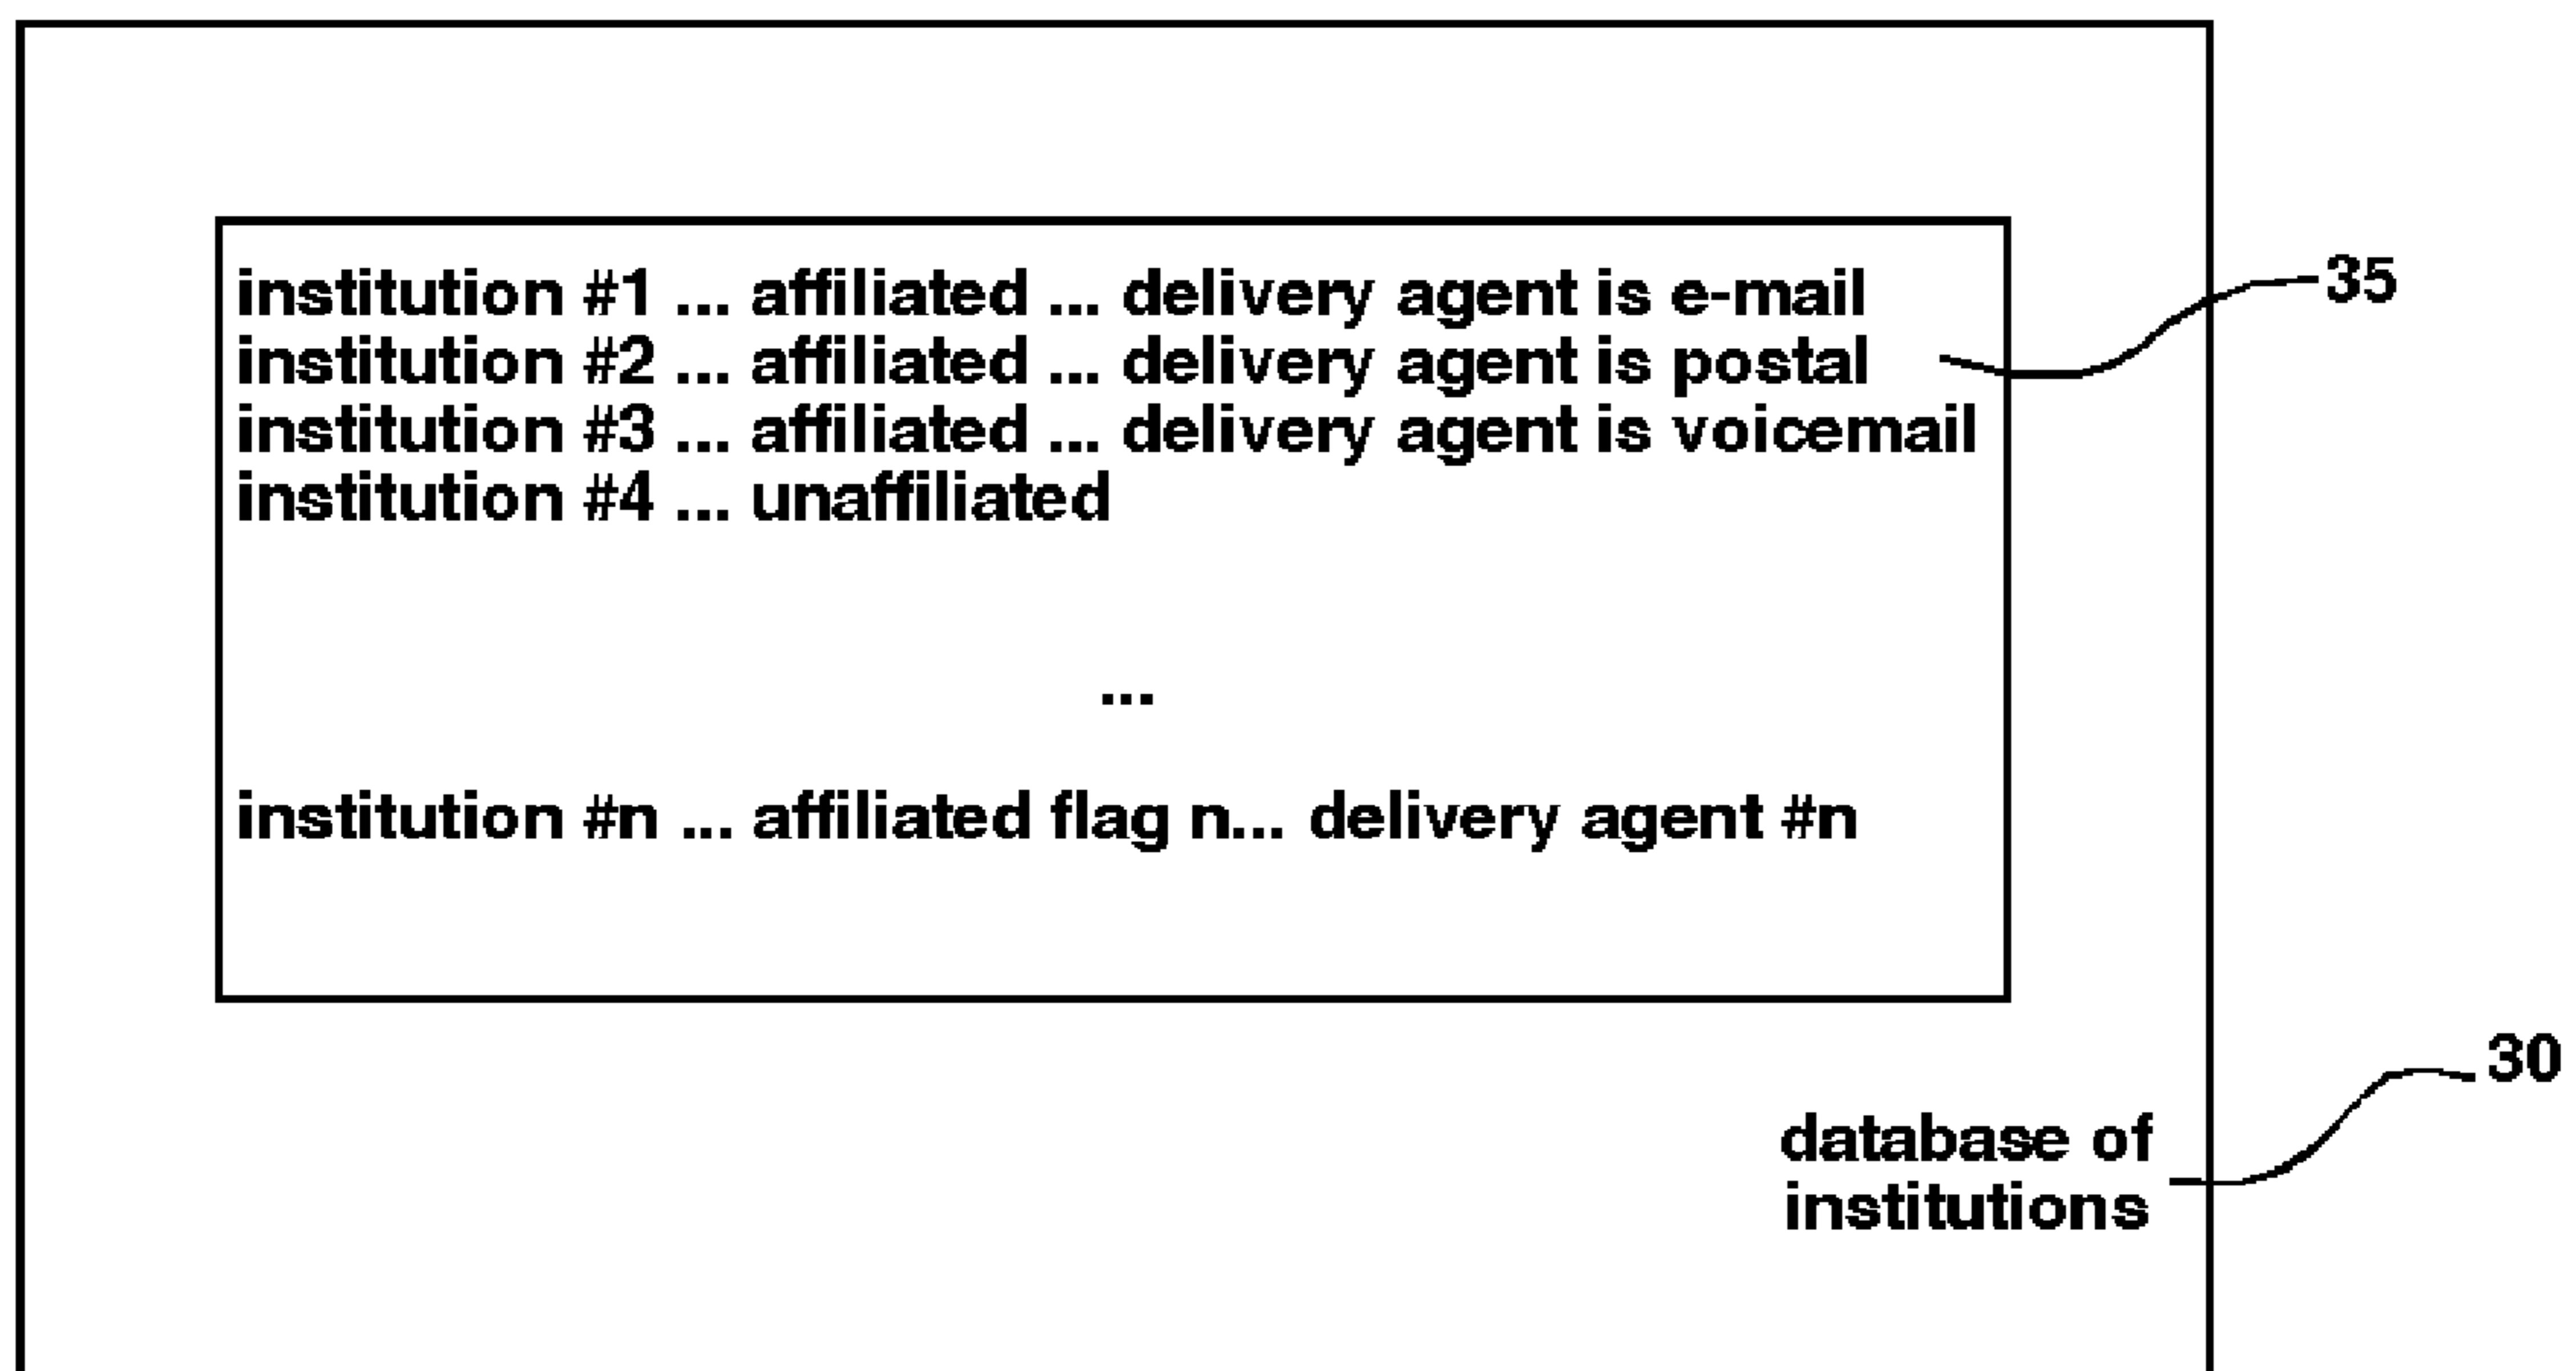 institution #1 ... affiliated ... delivery agent is e-mail
institution #2 ... affiliated ... delivery agent is postal
institution #3 ... affiliated ... delivery agent is voicemail
institution #4 ... unaffiliated
...
institution #n ... affiliated flag n... delivery agent #n
35
30
database of
institutions